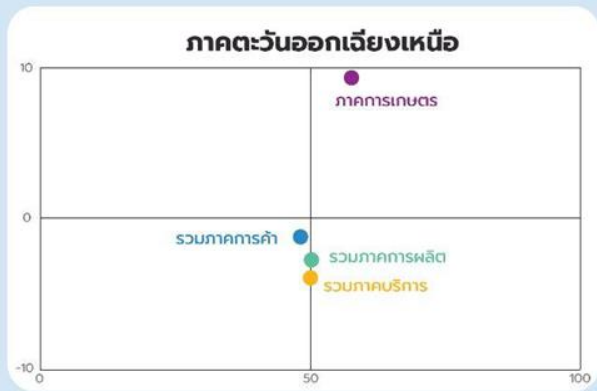 ภาคตะวันออกเฉียงเหนือ
10
ภาคการเกษตร
0
รวมภาคการค้า
รวมภาคการผลิต
รวมภาคบริการ
-10
0
50
100